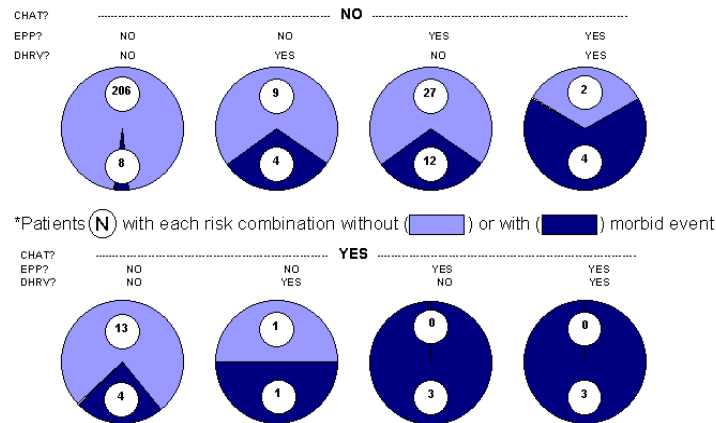 CHAT? NO
EPP? NO NO YES YES
DHRV? NO YES NO YES
206 9 27 2
8 4 12 4
*Patients N with each risk combination without ( ) or with ( ) morbid event
CHAT? YES
EPP? NO NO YES YES
DHRV? NO YES NO YES
13 1 0 0
4 1 3 3